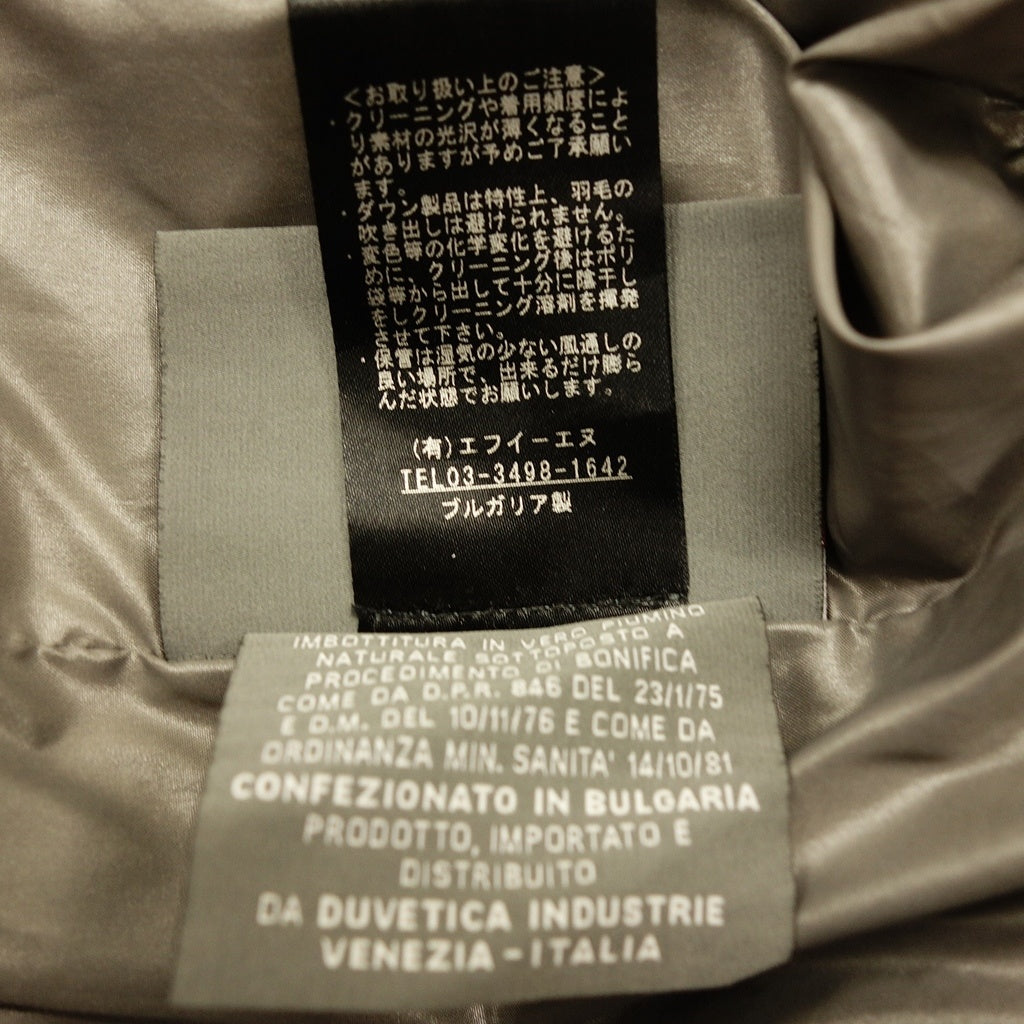 <お取り扱い上のご注意>
・クリーニングや着用頻度によ
り素材の光沢が薄くなること
がありますが予めご了承願い
ます。
・ダウン製品は特性上、羽毛の
吹き出しは避けられません。
・変色等の化学変化を避けるた
めに、クリーニング後はポリ
袋等から出して十分に陰干し
をしクリーニング溶剤を揮発
させて下さい。
・保管は湿気の少ない風通しの
良い場所で、出来るだけ膨ら
んだ状態でお願いします。
(有)エフイーエヌ
TEL03-3498-1642
ブルガリア製
IMBOTTITURA IN VERO PIUMINO
NATURALE SOTTOPOSTO A
PROCEDIMENTO DI BONIFICA
COME DA D.P.R. 846 DEL 23/1/75
E D.M. DEL 10/11/76 E COME DA
ORDINANZA MIN. SANITA' 14/10/81
CONFEZIONATO IN BULGARIA
PRODOTTO, IMPORTATO E
DISTRIBUITO
DA DUVETICA INDUSTRIE
VENEZIA - ITALIA